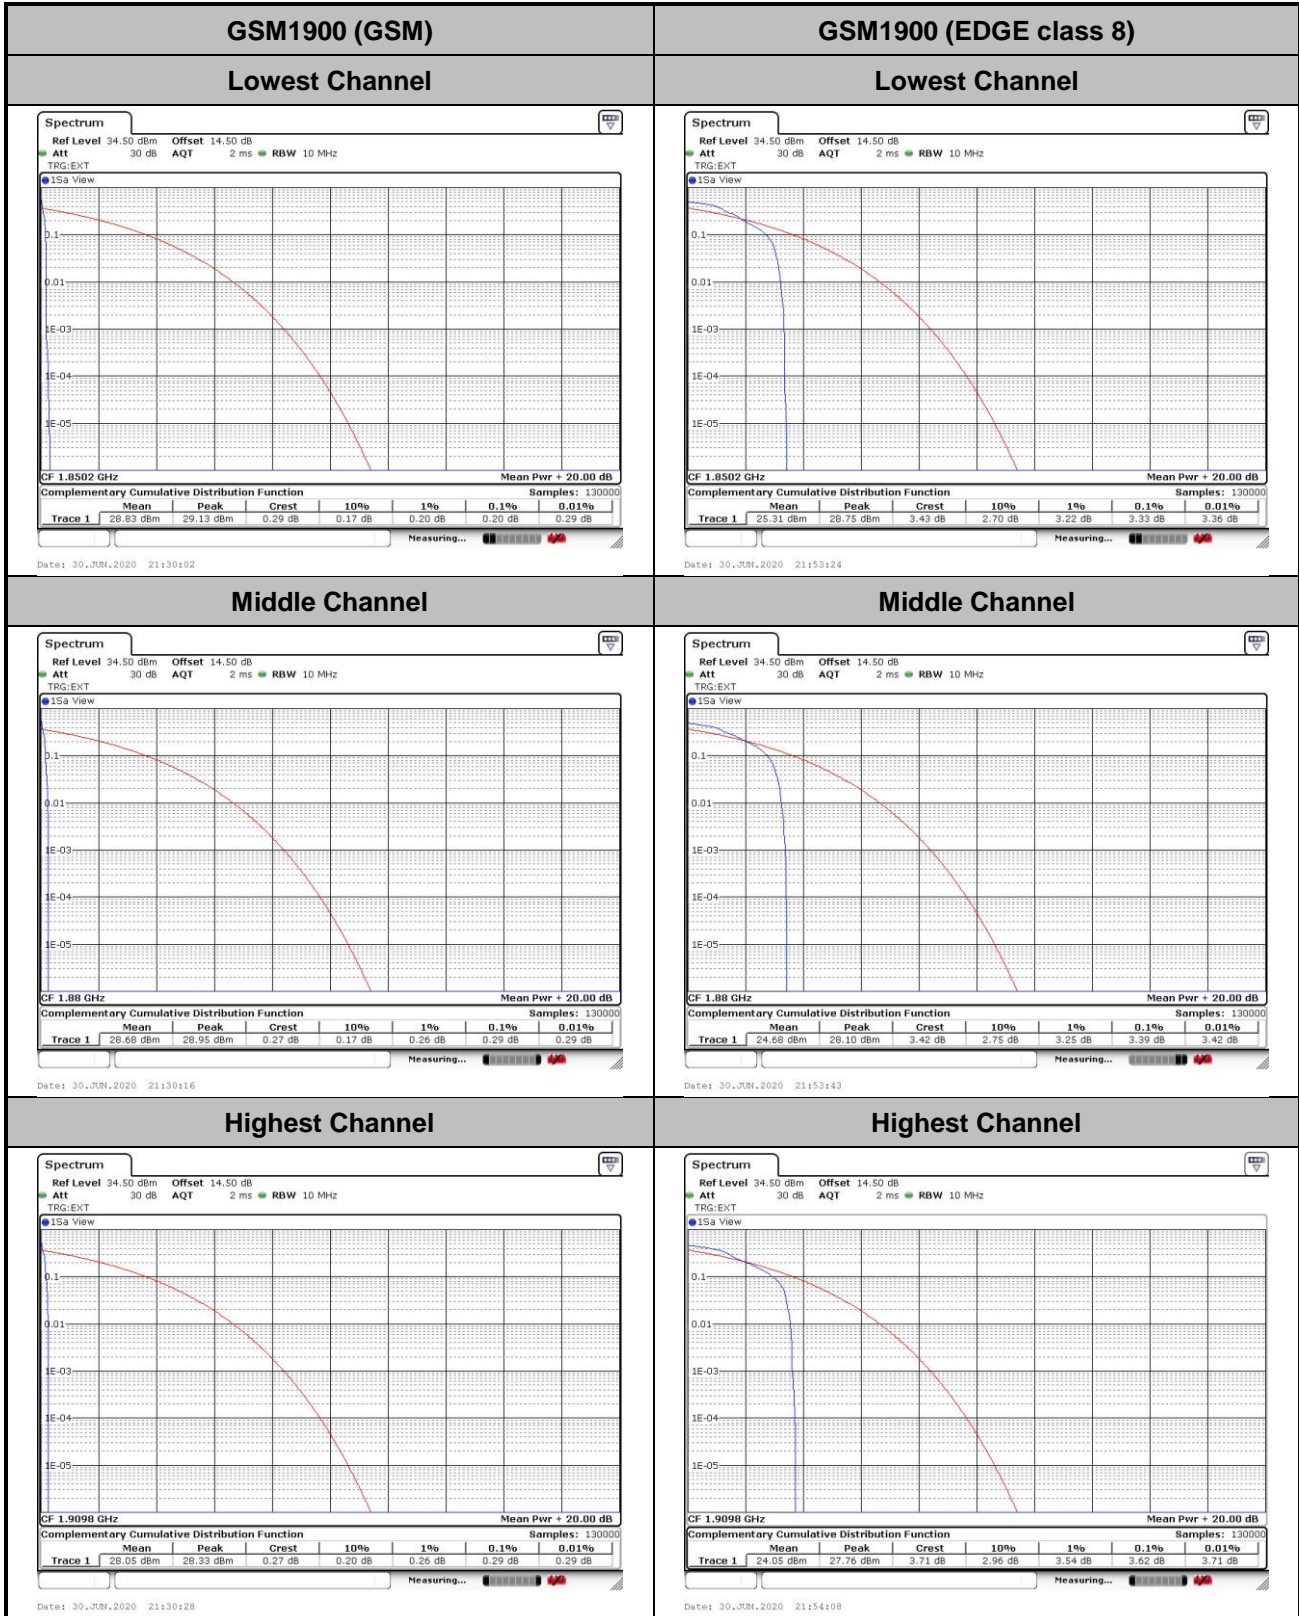 GSM1900 (GSM)
GSM1900 (EDGE class 8)
Lowest Channel
Lowest Channel
Spectrum
Ref Level 34.50 dBm Offset 14.50 dB
Att 30 dB AQT 2 ms RBW 10 MHz
TRG:EXT
1Sa View
0.1
0.01
1E-03
1E-04
1E-05
CF 1.8502 GHz Mean Pwr + 20.00 dB
Complementary Cumulative Distribution Function Samples: 130000
Mean Peak Crest 10% 1% 0.1% 0.01%
Trace 1 28.83 dBm 29.13 dBm 0.29 dB 0.17 dB 0.20 dB 0.20 dB 0.29 dB
Measuring...
Date: 30.JUN.2020 21:30:02
Spectrum
Ref Level 34.50 dBm Offset 14.50 dB
Att 30 dB AQT 2 ms RBW 10 MHz
TRG:EXT
1Sa View
0.1
0.01
1E-03
1E-04
1E-05
CF 1.8502 GHz Mean Pwr + 20.00 dB
Complementary Cumulative Distribution Function Samples: 130000
Mean Peak Crest 10% 1% 0.1% 0.01%
Trace 1 25.31 dBm 28.75 dBm 3.43 dB 2.70 dB 3.22 dB 3.33 dB 3.36 dB
Measuring...
Date: 30.JUN.2020 21:53:24
Middle Channel
Middle Channel
Spectrum
Ref Level 34.50 dBm Offset 14.50 dB
Att 30 dB AQT 2 ms RBW 10 MHz
TRG:EXT
1Sa View
0.1
0.01
1E-03
1E-04
1E-05
CF 1.88 GHz Mean Pwr + 20.00 dB
Complementary Cumulative Distribution Function Samples: 130000
Mean Peak Crest 10% 1% 0.1% 0.01%
Trace 1 28.68 dBm 28.95 dBm 0.27 dB 0.17 dB 0.26 dB 0.29 dB 0.29 dB
Measuring...
Date: 30.JUN.2020 21:30:16
Spectrum
Ref Level 34.50 dBm Offset 14.50 dB
Att 30 dB AQT 2 ms RBW 10 MHz
TRG:EXT
1Sa View
0.1
0.01
1E-03
1E-04
1E-05
CF 1.88 GHz Mean Pwr + 20.00 dB
Complementary Cumulative Distribution Function Samples: 130000
Mean Peak Crest 10% 1% 0.1% 0.01%
Trace 1 24.68 dBm 28.10 dBm 3.42 dB 2.75 dB 3.25 dB 3.39 dB 3.42 dB
Measuring...
Date: 30.JUN.2020 21:53:43
Highest Channel
Highest Channel
Spectrum
Ref Level 34.50 dBm Offset 14.50 dB
Att 30 dB AQT 2 ms RBW 10 MHz
TRG:EXT
1Sa View
0.1
0.01
1E-03
1E-04
1E-05
CF 1.9098 GHz Mean Pwr + 20.00 dB
Complementary Cumulative Distribution Function Samples: 130000
Mean Peak Crest 10% 1% 0.1% 0.01%
Trace 1 28.05 dBm 28.33 dBm 0.27 dB 0.20 dB 0.26 dB 0.29 dB 0.29 dB
Measuring...
Date: 30.JUN.2020 21:30:28
Spectrum
Ref Level 34.50 dBm Offset 14.50 dB
Att 30 dB AQT 2 ms RBW 10 MHz
TRG:EXT
1Sa View
0.1
0.01
1E-03
1E-04
1E-05
CF 1.9098 GHz Mean Pwr + 20.00 dB
Complementary Cumulative Distribution Function Samples: 130000
Mean Peak Crest 10% 1% 0.1% 0.01%
Trace 1 24.05 dBm 27.76 dBm 3.71 dB 2.96 dB 3.54 dB 3.62 dB 3.71 dB
Measuring...
Date: 30.JUN.2020 21:54:08